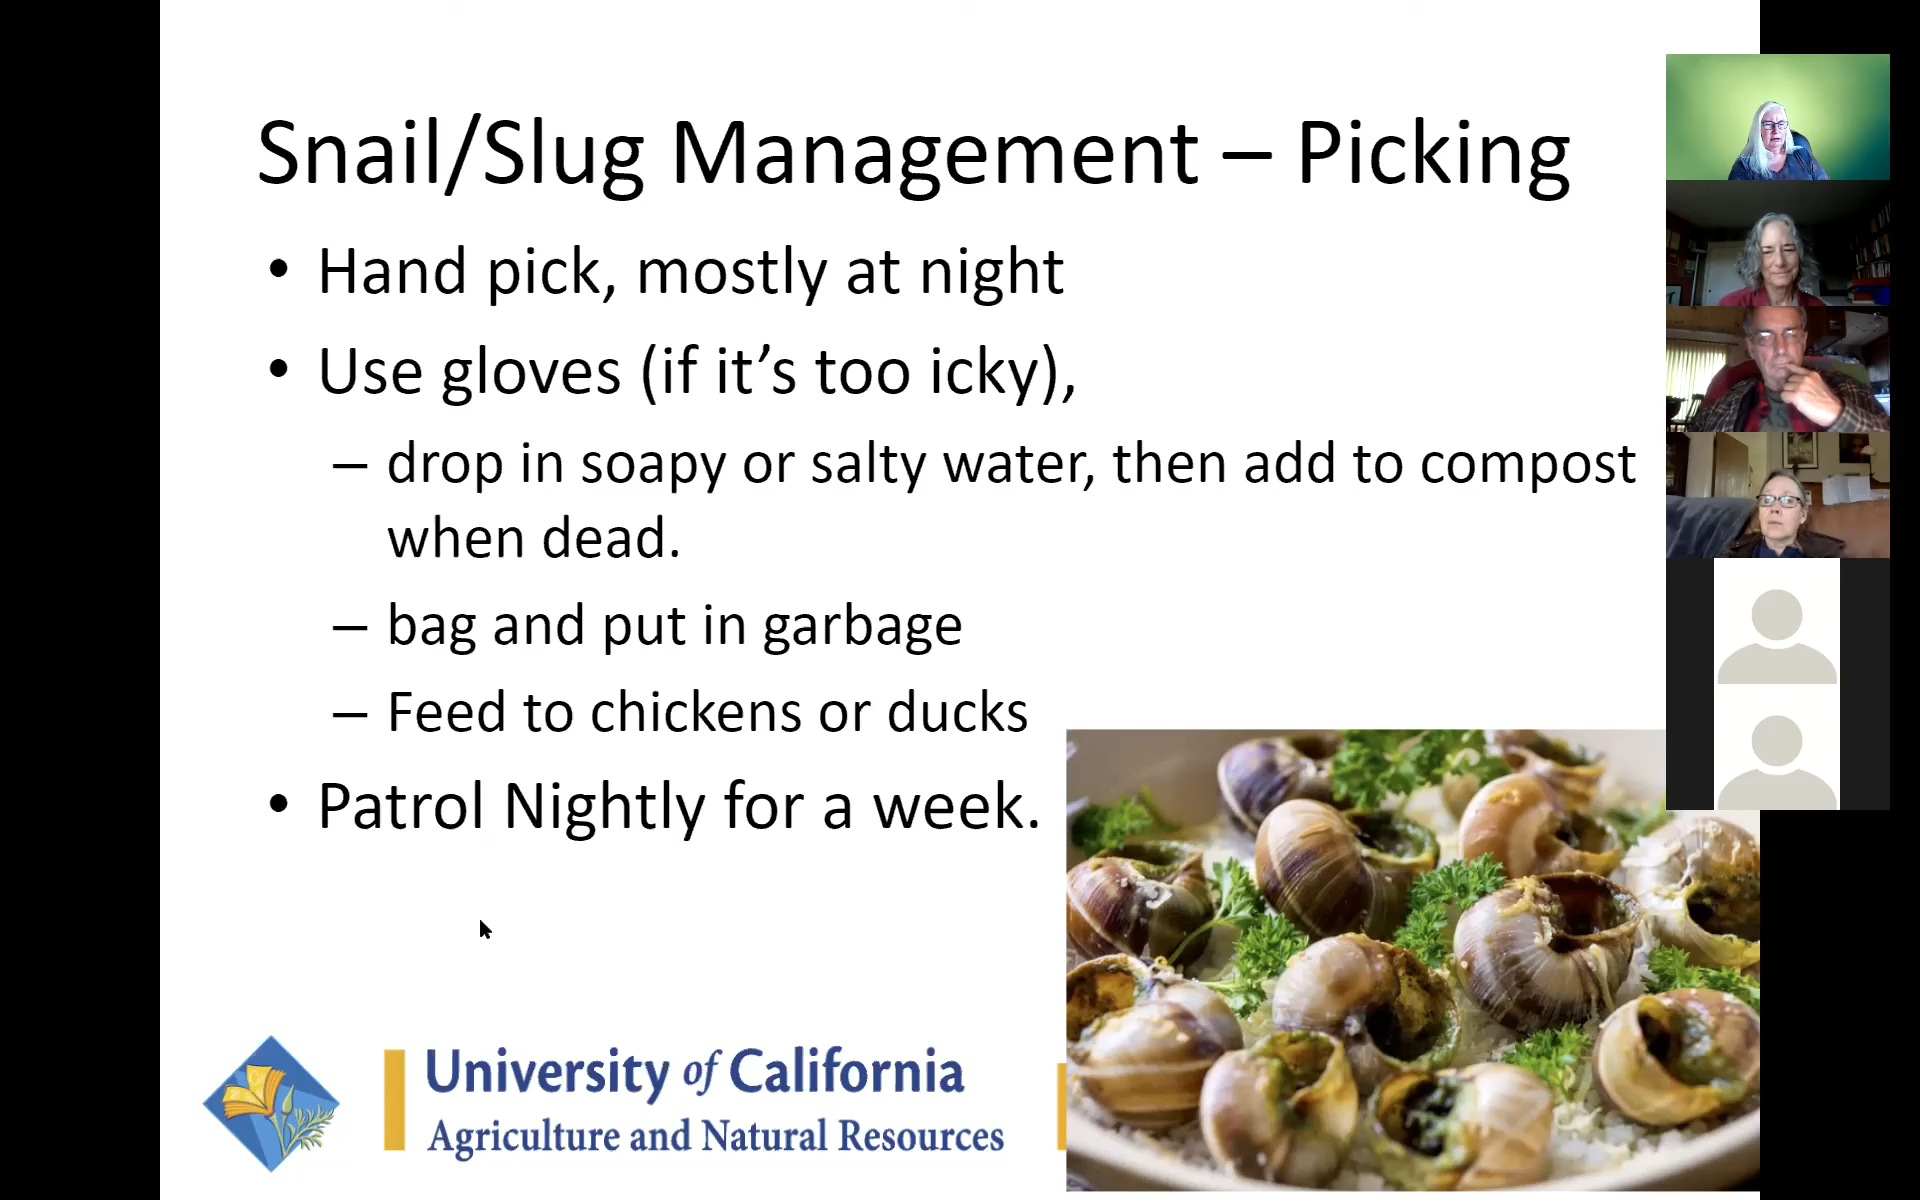 Snail/Slug Management – Picking
• Hand pick, mostly at night
• Use gloves (if it’s too icky),
– drop in soapy or salty water, then add to compost
when dead.
– bag and put in garbage
– Feed to chickens or ducks
• Patrol Nightly for a week.
University of California
Agriculture and Natural Resources